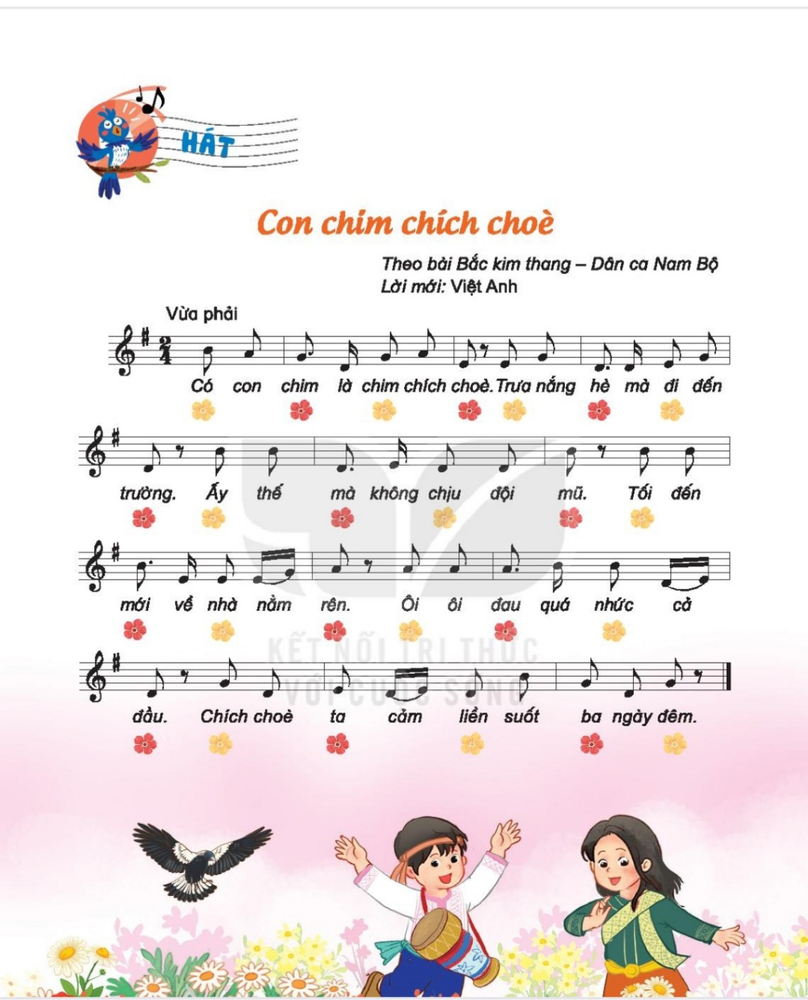 HÁT
Con chim chích choè
Theo bài Bắc kim thang – Dân ca Nam Bộ
Lời mới: Việt Anh
Vừa phải
2
4
Có con chim là chim chích choè. Trưa nắng hè mà đi đến
trường. Ấy thế mà không chịu đội mũ. Tối đến
mới về nhà nằm rên. Ôi ôi đau quá nhức cả
KẾT NỐI TRI THỨC
VỚI CUỘC SỐNG
đầu. Chích choè ta cảm liền suốt ba ngày đêm.